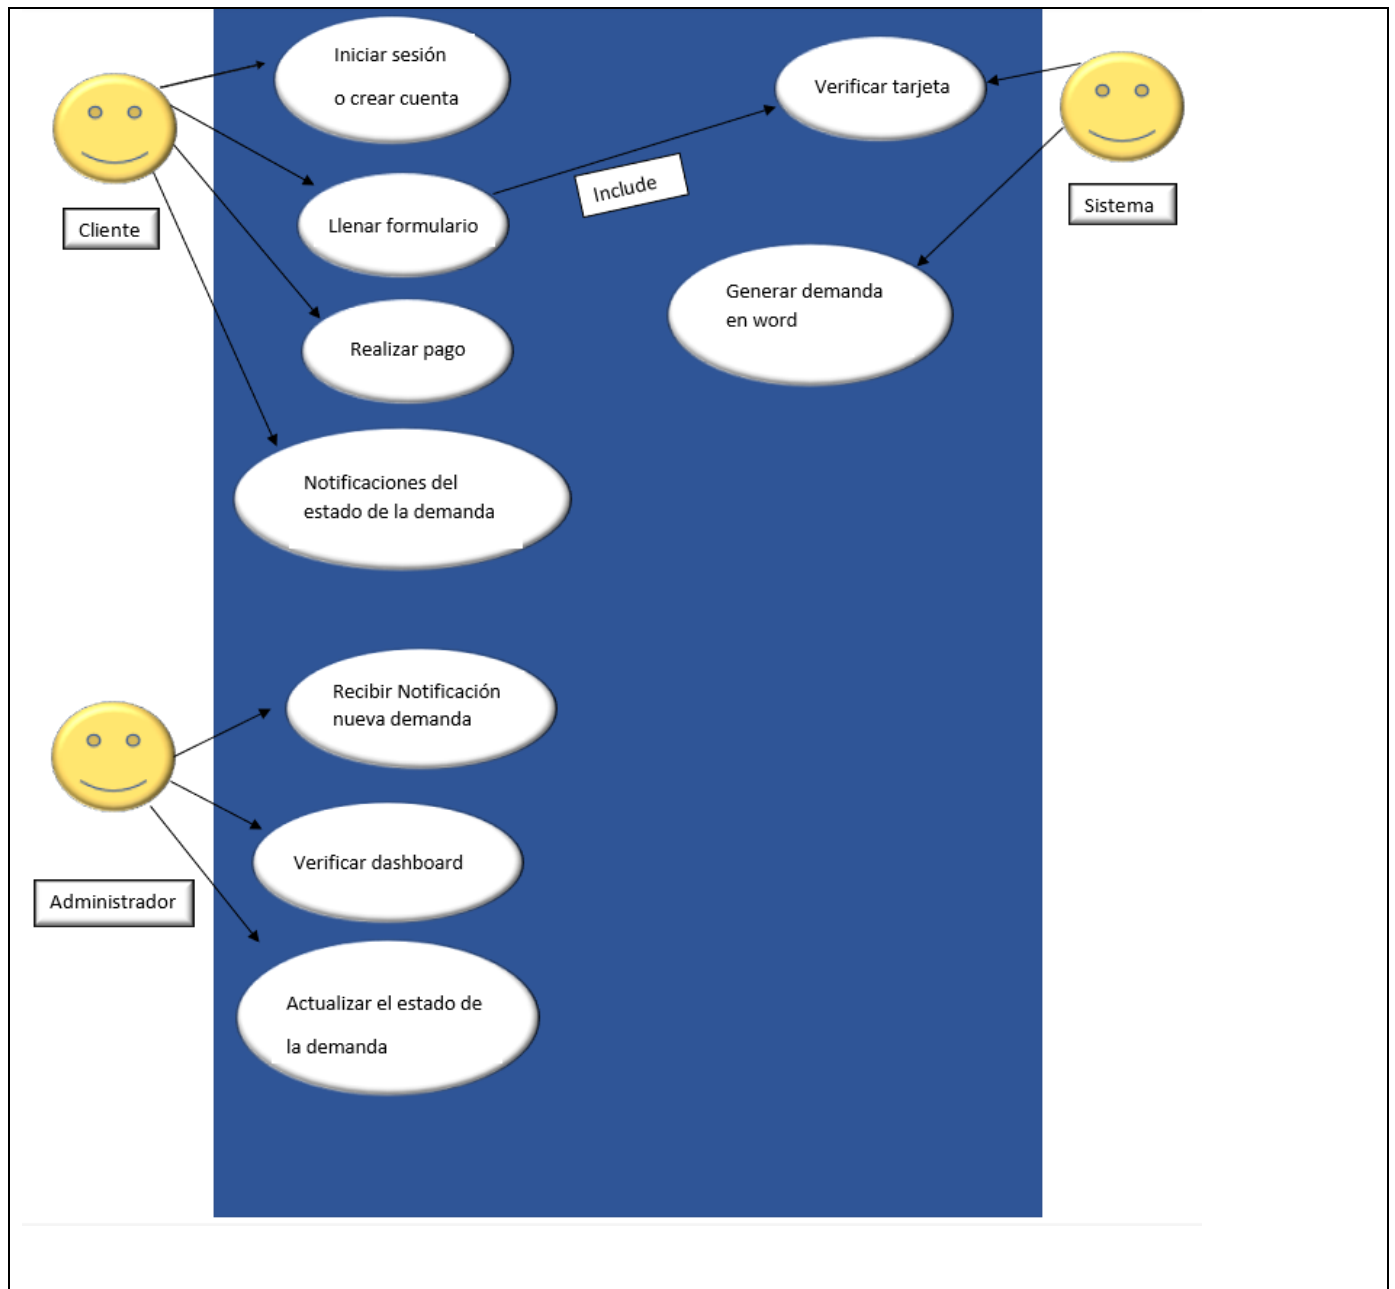 Iniciar sesión
o crear cuenta
Verificar tarjeta
Include
Sistema
Cliente
Llenar formulario
Generar demanda
en word
Realizar pago
Notificaciones del
estado de la demanda
Recibir Notificación
nueva demanda
Verificar dashboard
Administrador
Actualizar el estado de
la demanda